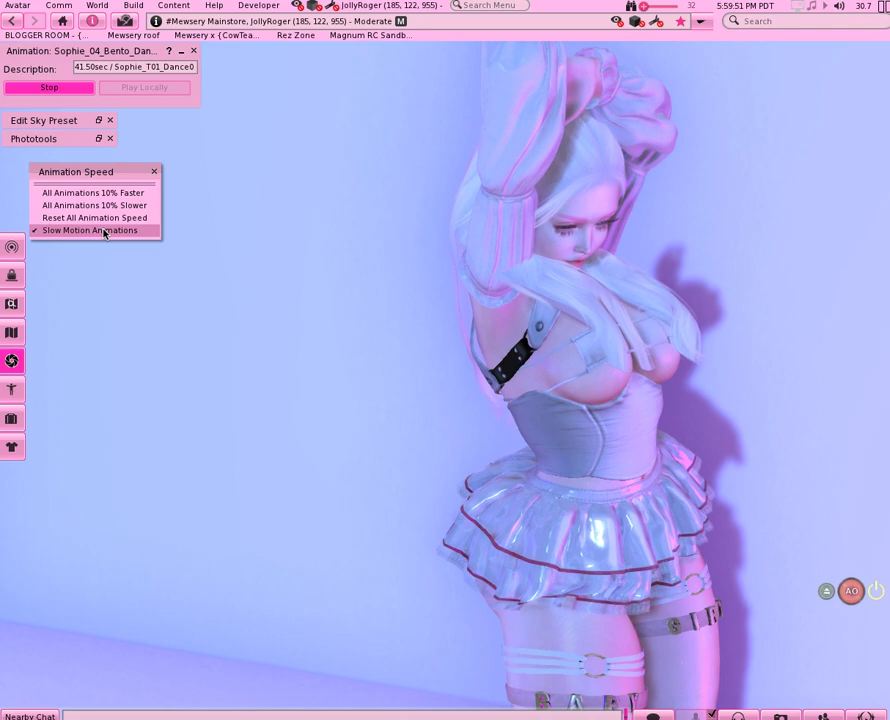 Avatar Comm World Build Content Help Developer JollyRoger (185, 122, 955) - Search Menu 32 5:59:51 PM PDT 30.7
#Mewsery Mainstore, JollyRoger (185, 122, 955) - Moderate M Search
BLOGGER ROOM - {... Mewsery roof Mewsery x {CowTea... Rez Zone Magnum RC Sandb...
Animation: Sophie_04_Bento_Dan... ?
Description: 41.50sec / Sophie_T01_Dance0
Stop Play Locally
Edit Sky Preset
Phototools
Animation Speed
All Animations 10% Faster
All Animations 10% Slower
Reset All Animation Speed
Slow Motion Animations
AO
Nearby Chat